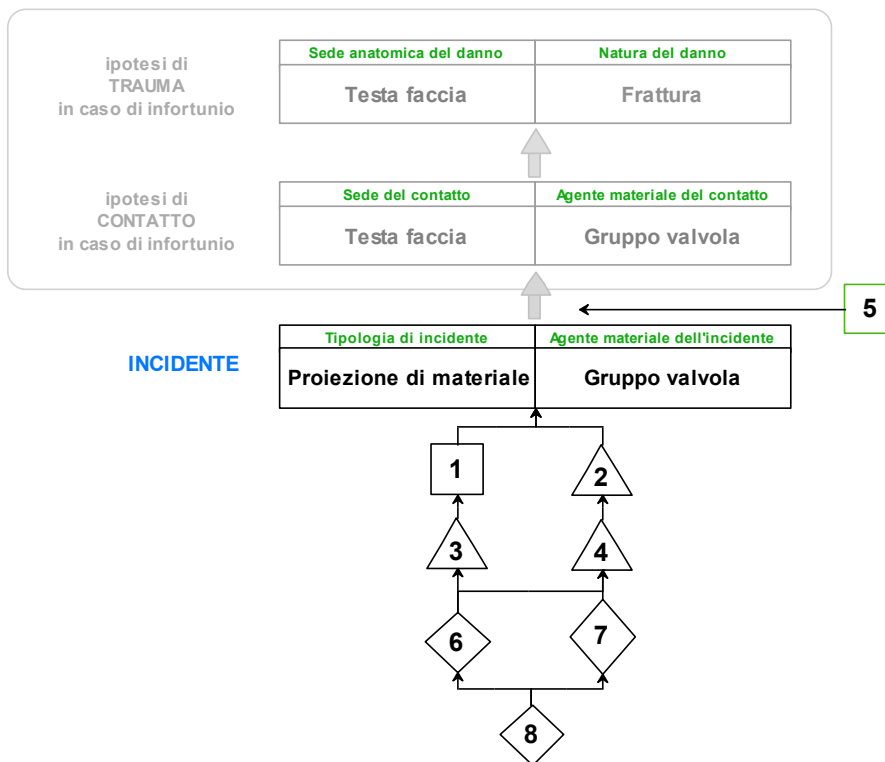 ipotesi di
TRAUMA
in caso di infortunio
Sede anatomica del danno
Natura del danno
Testa faccia
Frattura
ipotesi di
CONTATTO
in caso di infortunio
Sede del contatto
Agente materiale del contatto
Testa faccia
Gruppo valvola
5
INCIDENTE
Tipologia di incidente
Agente materiale dell'incidente
Proiezione di materiale
Gruppo valvola
1
2
3
4
6
7
8